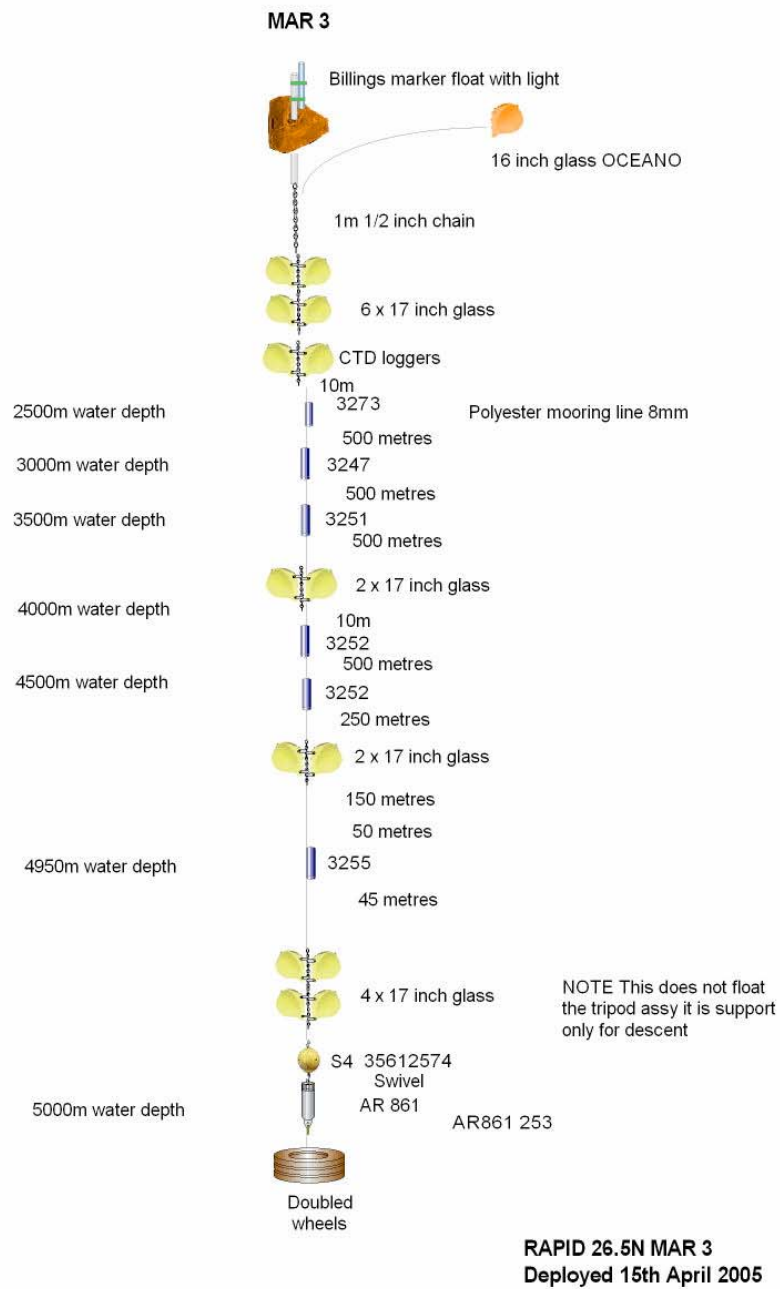 MAR 3
Billings marker float with light
16 inch glass OCEANO
1m 1/2 inch chain
6 x 17 inch glass
CTD loggers
10m
2500m water depth
3273
Polyester mooring line 8mm
500 metres
3000m water depth
3247
500 metres
3500m water depth
3251
500 metres
2 x 17 inch glass
4000m water depth
10m
3252
500 metres
4500m water depth
3252
250 metres
2 x 17 inch glass
150 metres
50 metres
4950m water depth
3255
45 metres
4 x 17 inch glass
NOTE This does not float
the tripod assy it is support
only for descent
S4 35612574
Swivel
AR 861
5000m water depth
AR861 253
Doubled
wheels
RAPID 26.5N MAR 3
Deployed 15th April 2005